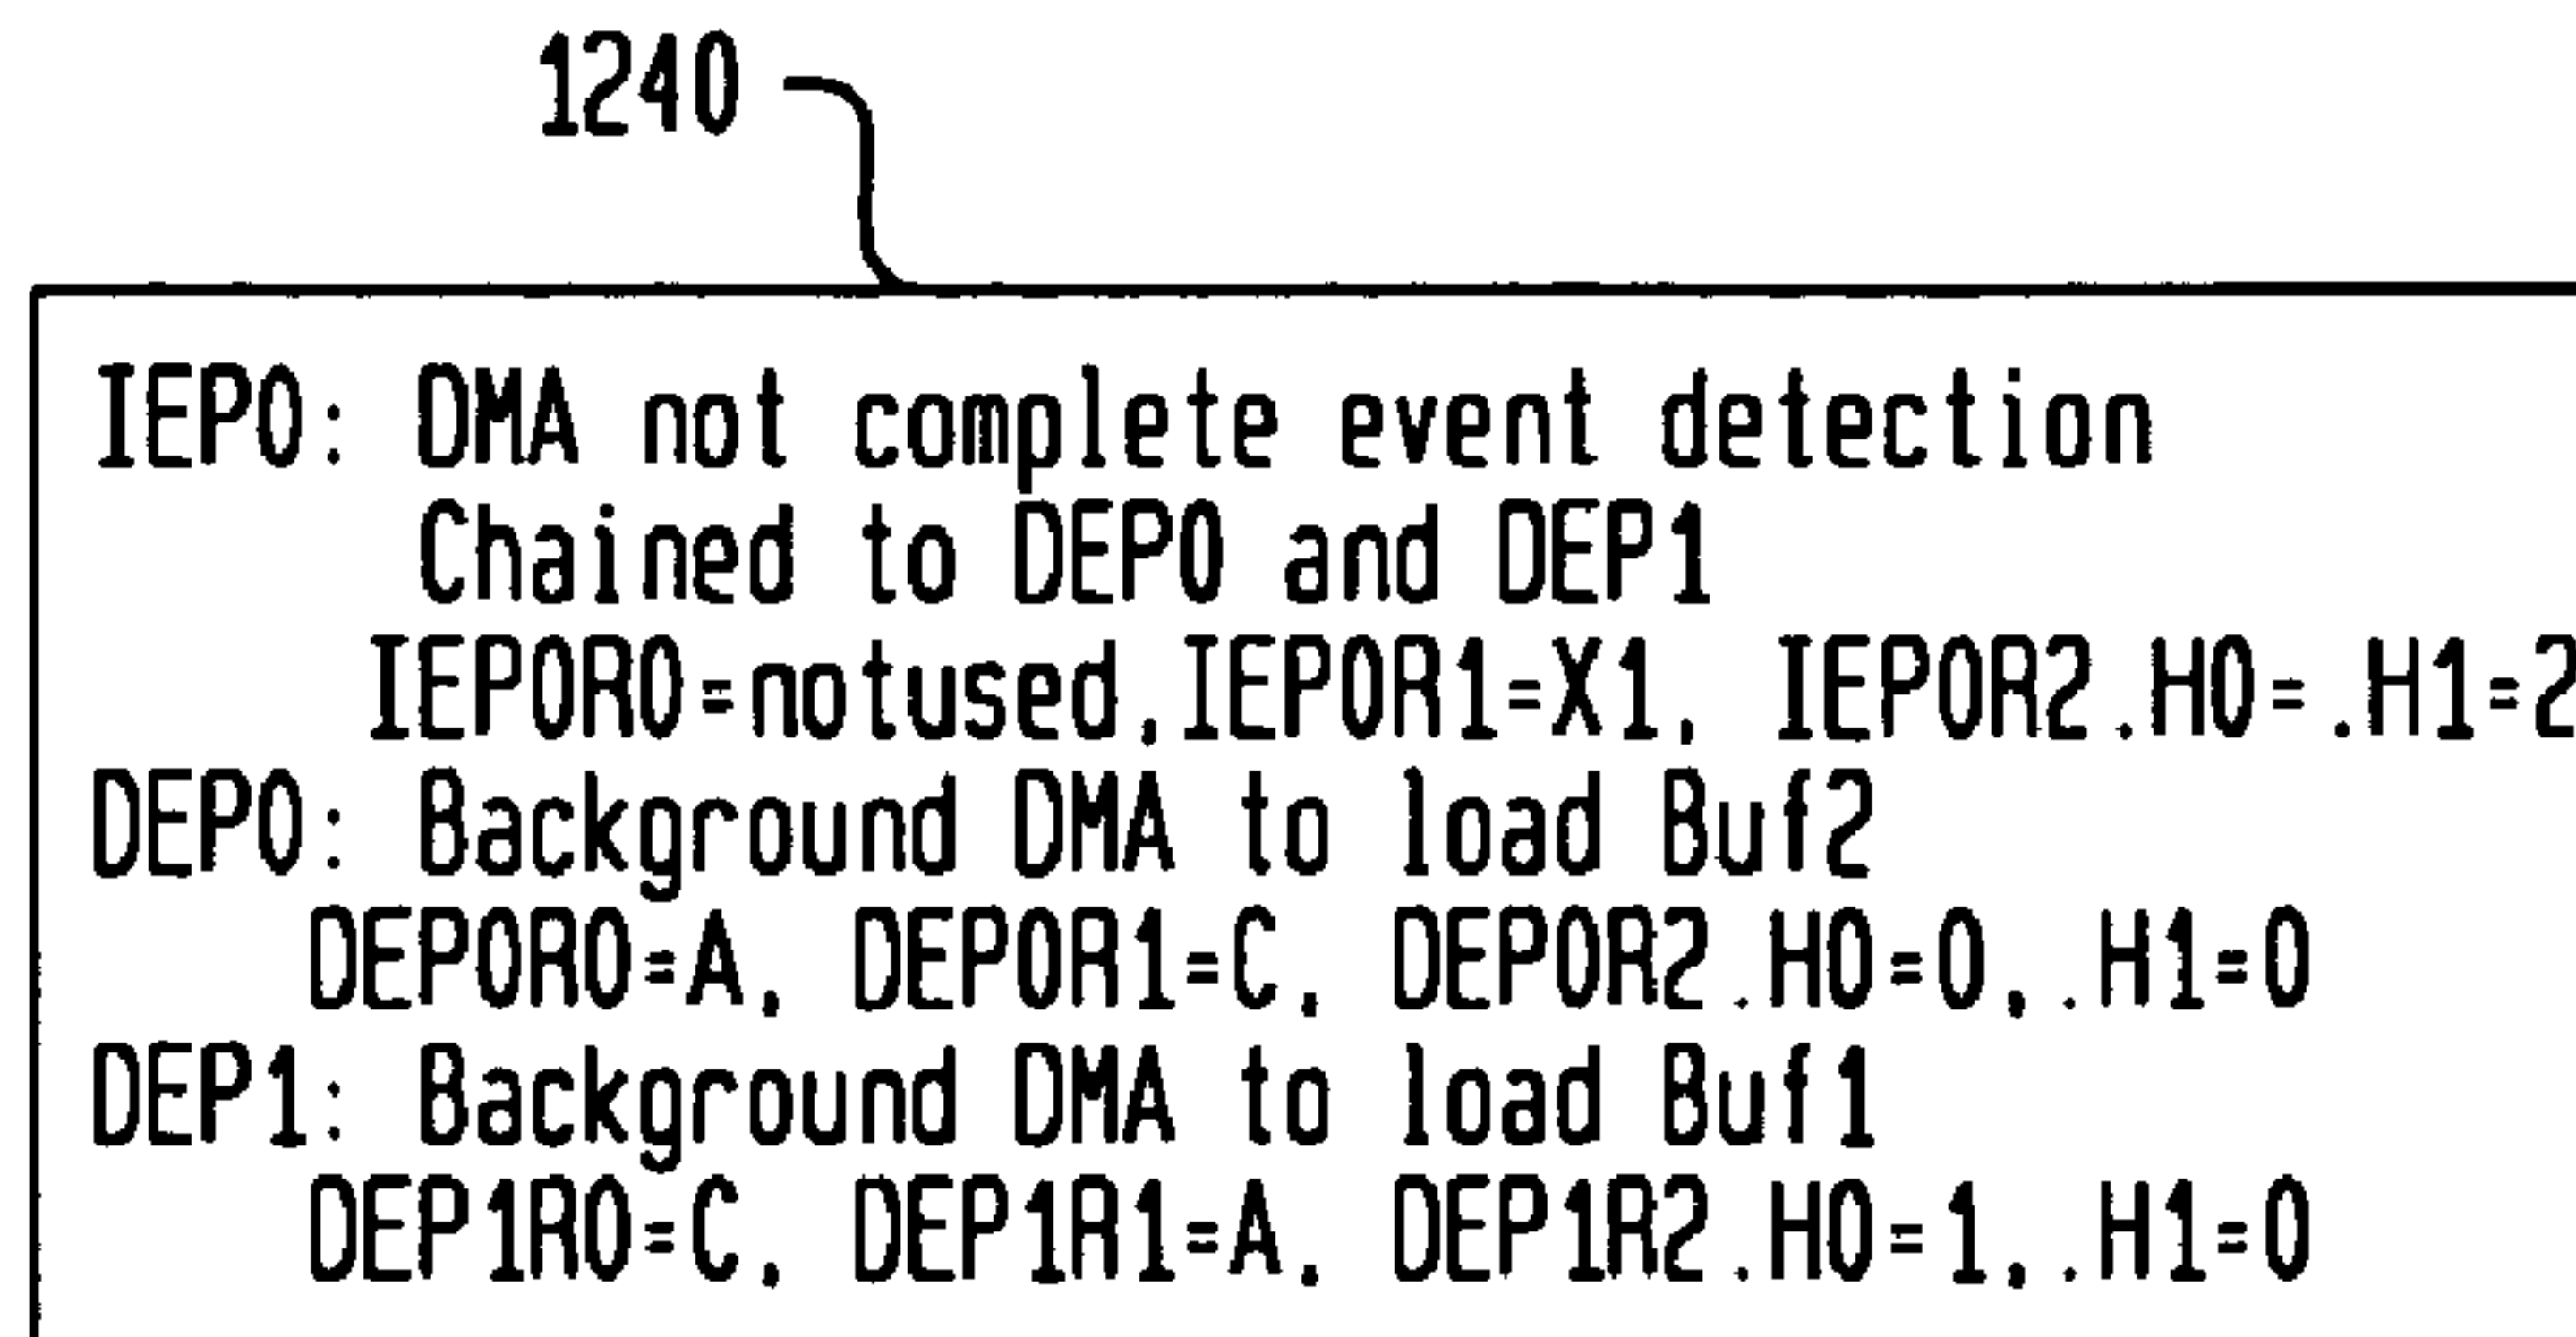 1240
IEP0: DMA not complete event detection
Chained to DEP0 and DEP1
IEP0R0=notused,IEP0R1=X1, IEP0R2.H0=.H1=2
DEP0: Background DMA to load Buf2
DEP0R0=A, DEP0R1=C, DEP0R2.H0=0,.H1=0
DEP1: Background DMA to load Buf1
DEP1R0=C, DEP1R1=A, DEP1R2.H0=1,.H1=0